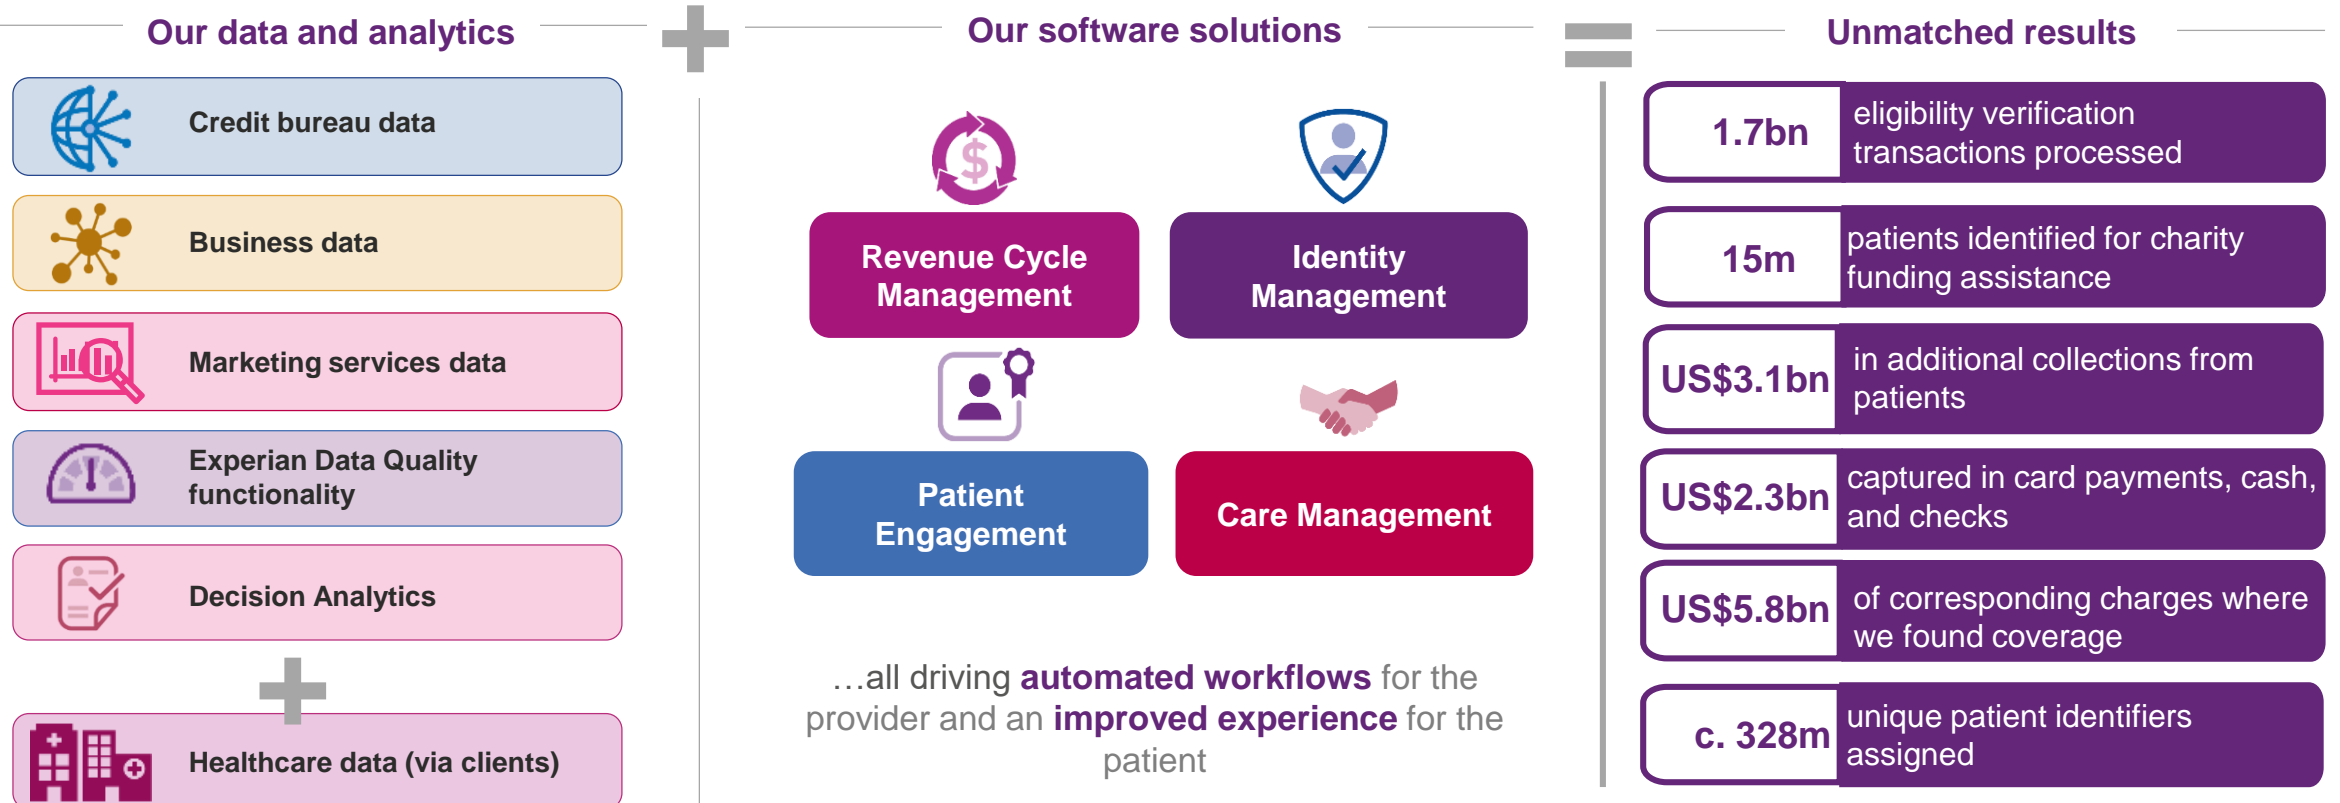 Our data and analytics
Credit bureau data
Business data
Marketing services data
Experian Data Quality
functionality
Decision Analytics
Healthcare data (via clients)
Our software solutions
$
Revenue Cycle
Management
Identity
Management
Patient
Engagement
Care Management
…all driving automated workflows for the
provider and an improved experience for the
patient
Unmatched results
1.7bn
eligibility verification
transactions processed
15m
patients identified for charity
funding assistance
US$3.1bn
in additional collections from
patients
US$2.3bn
captured in card payments, cash,
and checks
US$5.8bn
of corresponding charges where
we found coverage
c. 328m
unique patient identifiers
assigned